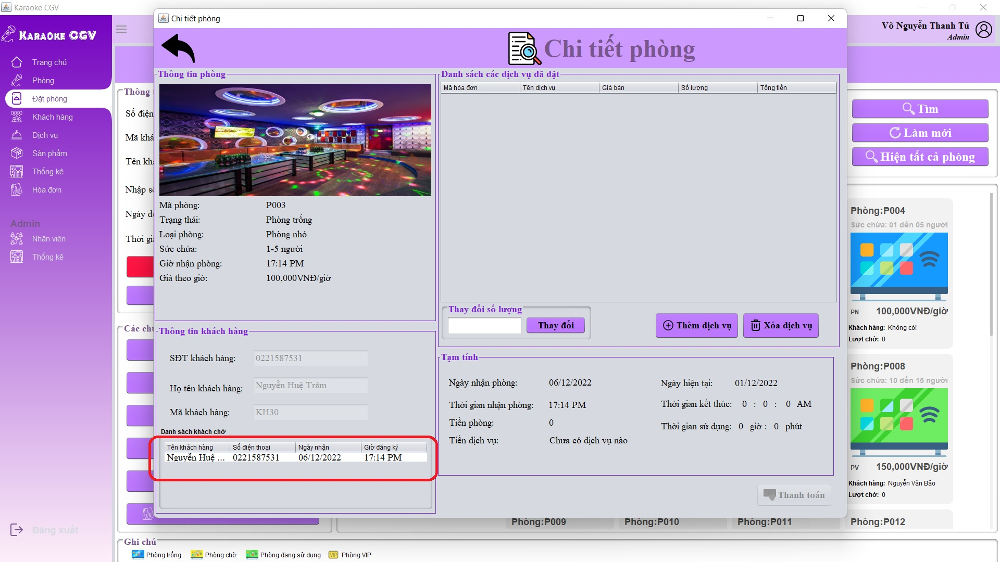 Karaoke CGV
Chi tiết phòng
KARAOKE CGV
Võ Nguyễn Thanh Tú
Admin
Trang chủ
Phòng
Đặt phòng
Khách hàng
Dịch vụ
Sản phẩm
Thống kê
Hóa đơn
Admin
Nhân viên
Thống kê
Đăng xuất
Chi tiết phòng
Thông tin phòng
Mã phòng: P003
Trạng thái: Phòng trống
Loại phòng: Phòng nhỏ
Sức chứa: 1-5 người
Giờ nhận phòng: 17:14 PM
Giá theo giờ: 100,000VNĐ/giờ
Thông tin khách hàng
SĐT khách hàng: 0221587531
Họ tên khách hàng: Nguyễn Huệ Trâm
Mã khách hàng: KH30
Danh sách khách chờ
Tên khách hàng Số điện thoại Ngày nhận Giờ đăng ký
Nguyễn Huệ ... 0221587531 06/12/2022 17:14 PM
Danh sách các dịch vụ đã đặt
Mã hóa đơn Tên dịch vụ Giá bán Số lượng Tổng tiền
Thay đổi số lượng
Thay đổi
Thêm dịch vụ
Xóa dịch vụ
Tạm tính
Ngày nhận phòng: 06/12/2022 Ngày hiện tại: 01/12/2022
Thời gian nhận phòng: 17:14 PM Thời gian kết thúc: 0 : 0 : 0 AM
Tiền phòng: 0 Thời gian sử dụng: 0 giờ : 0 phút
Tiền dịch vụ: Chưa có dịch vụ nào
Thanh toán
Thông
Số điện
Mã
Tên
Nhập
Ngày
Thời
Các
Tìm
Làm mới
Hiện tất cả phòng
Phòng:P004
Sức chứa: 01 đến 05 người
PN 100,000VNĐ/giờ
Khách hàng: Không có!
Lượt chờ: 0
Phòng:P008
Sức chứa: 10 đến 15 người
PV 150,000VNĐ/giờ
Khách hàng: Nguyễn Văn Bảo
Lượt chờ: 0
Phòng:P009 Phòng:P010 Phòng:P011 Phòng:P012
Ghi chú
Phòng trống Phòng chờ Phòng đang sử dụng VIP Phòng VIP